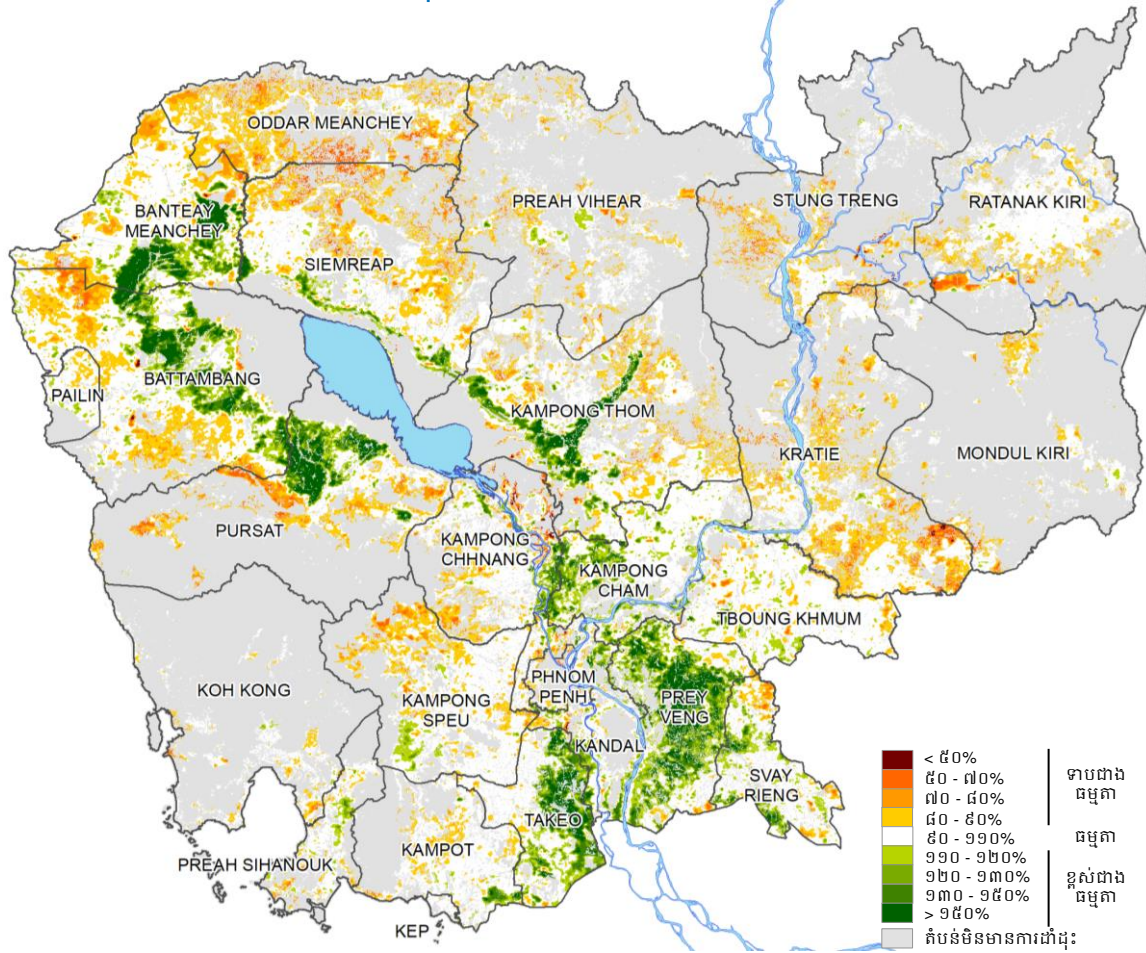 ODDAR MEANCHEY
BANTEAY
MEANCHEY
SIEMREAP
PREAH VIHEAR
STUNG TRENG
RATANAK KIRI
PAILIN
BATTAMBANG
KAMPONG THOM
KRATIE
MONDUL KIRI
PURSAT
KAMPONG
CHHNANG
KAMPONG
CHAM
TBOUNG KHMUM
KOH KONG
KAMPONG
SPEU
PHNOM
PENH
PREY
VENG
KANDAL
SVAY
RIENG
TAKEO
KAMPOT
PREAH SIHANOUK
KEP
< ៥០%
៥០ - ៧០%
៧០ - ៨០%
៨០ - ៩០%
៩០ - ១១០%
១១០ - ១២០%
១២០ - ១៣០%
១៣០ - ១៥០%
> ១៥០%
តំបន់មិនមានការដាំដុះ
ទាបជាង
ធម្មតា
ធម្មតា
ខ្ពស់ជាង
ធម្មតា